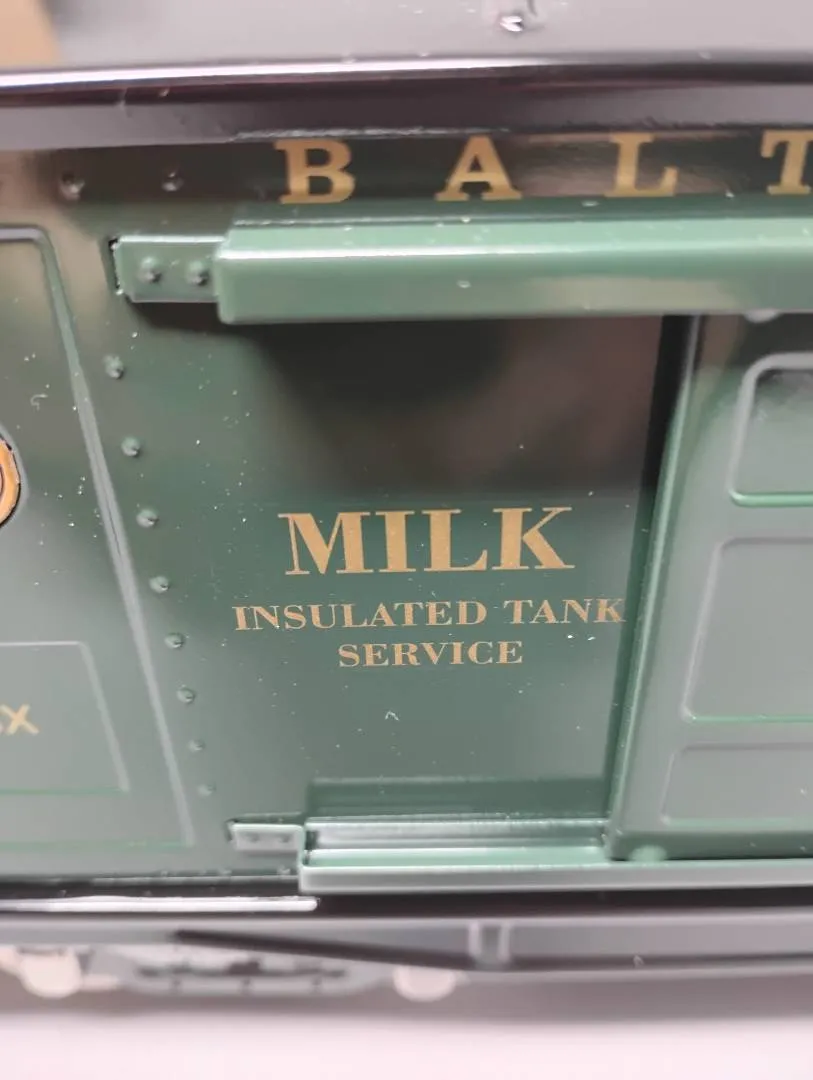 B A L T
MILK
INSULATED TANK
SERVICE
X